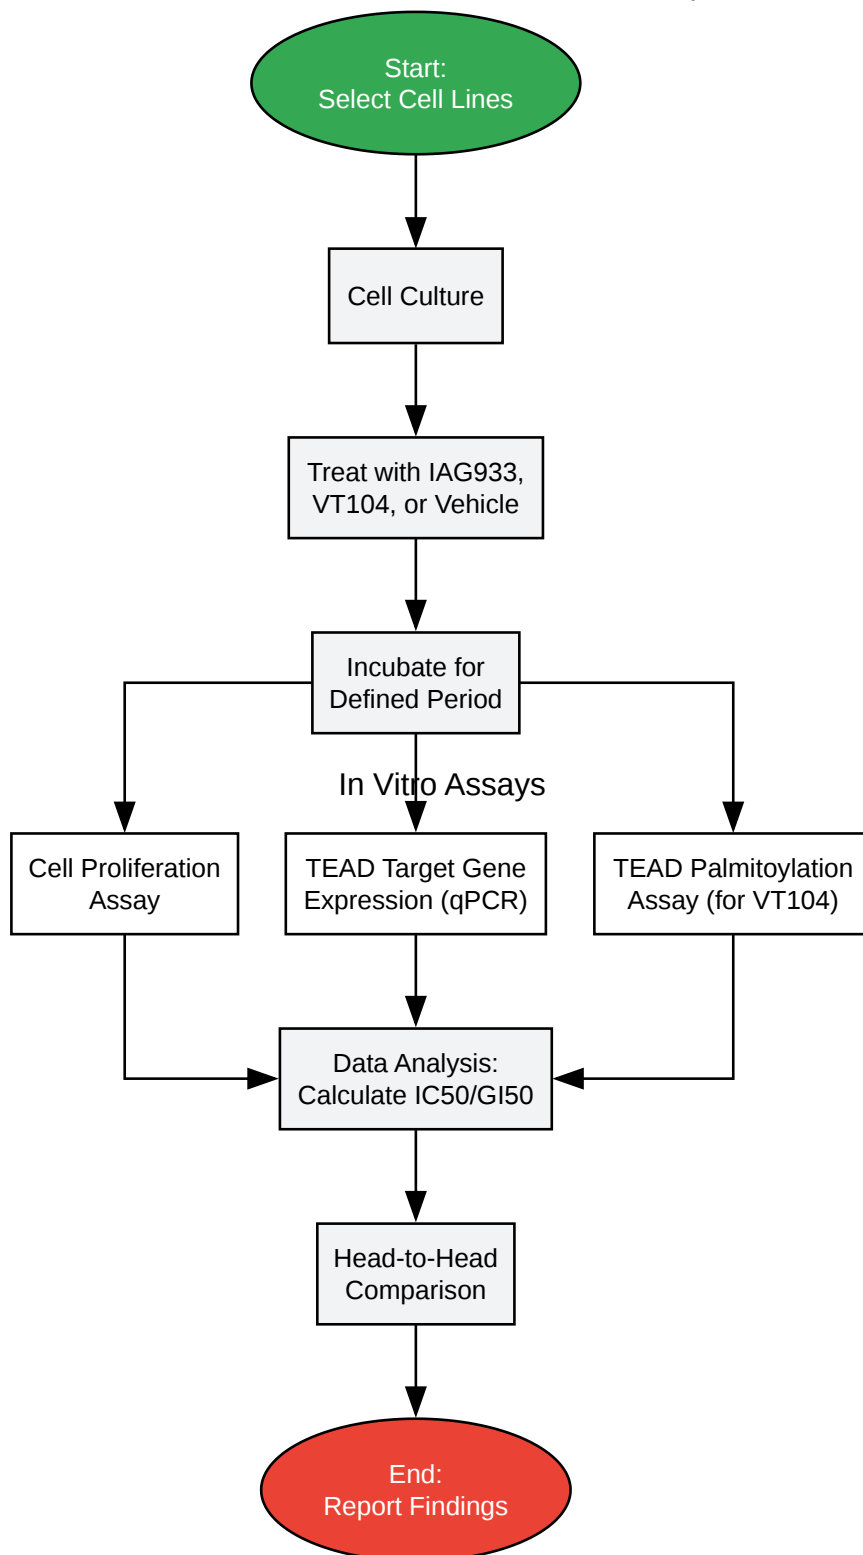 Start:
Select Cell Lines
Cell Culture
Treat with IAG933,
VT104, or Vehicle
Incubate for
Defined Period
In Vitro Assays
Cell Proliferation
Assay
TEAD Target Gene
Expression (qPCR)
TEAD Palmitoylation
Assay (for VT104)
Data Analysis:
Calculate IC50/GI50
Head-to-Head
Comparison
End:
Report Findings